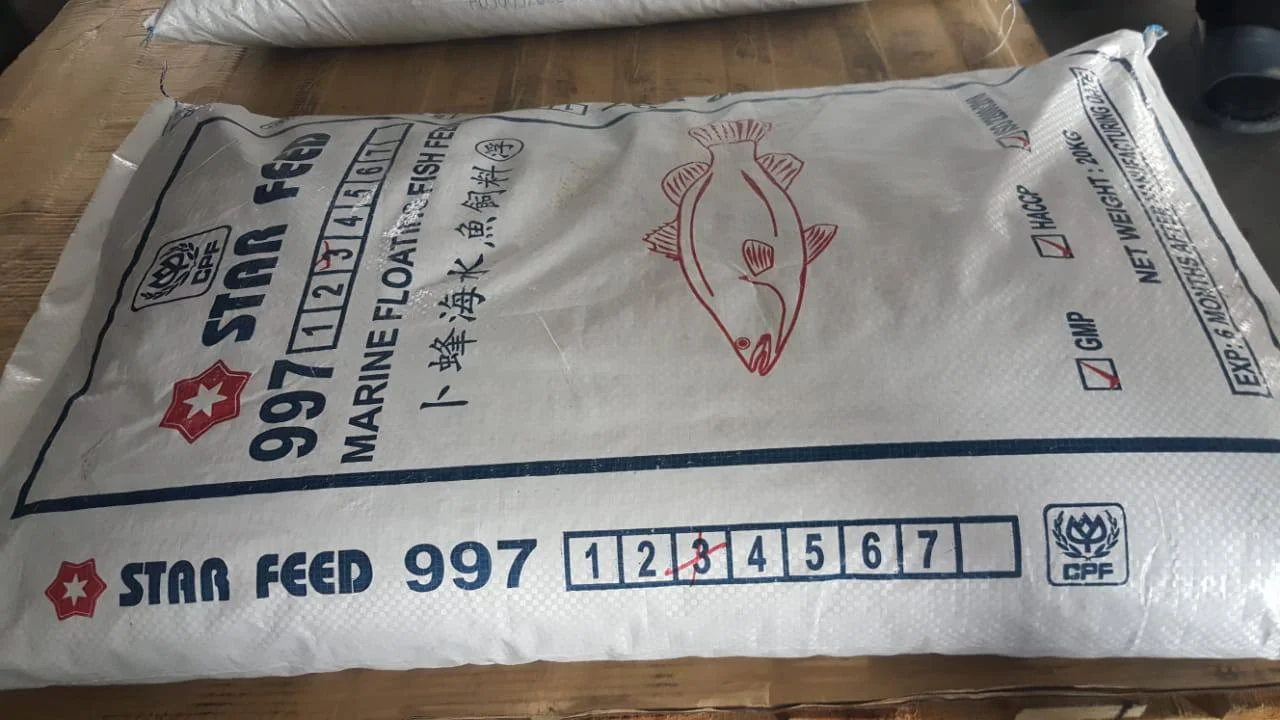 CPF
STAR FEED
997 1 2 3 4 5 6 7
MARINE FLOATING FISH FEED
卜蜂海水魚飼料 浮
HACCP
GMP
NET WEIGHT : 20KG
EXP: 6 MONTHS AFTER MANUFACTURING DATE
STAR FEED 997 1 2 3 4 5 6 7
CPF